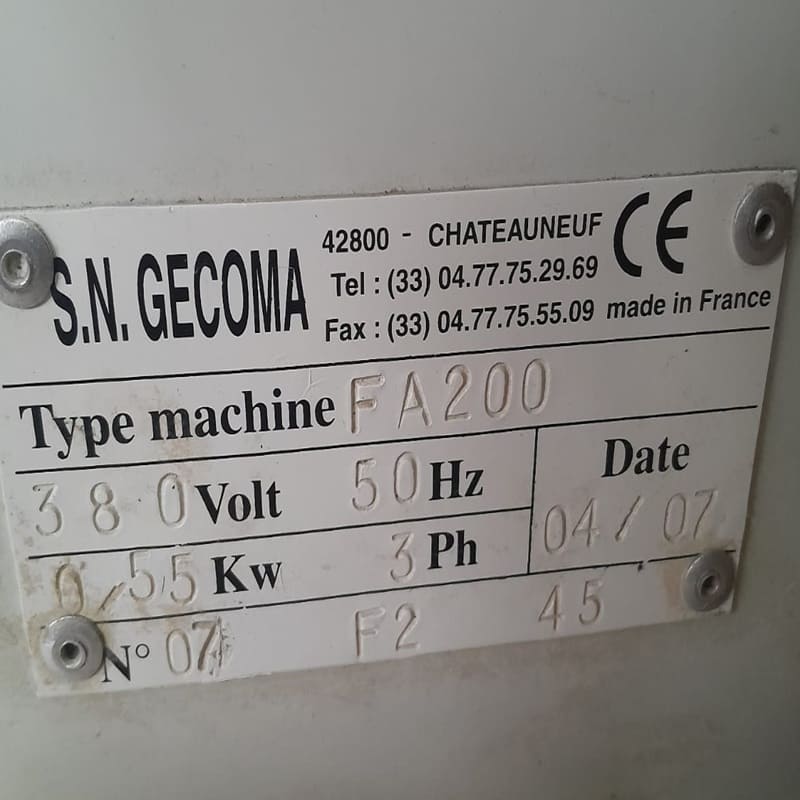 S.N. GECOMA
42800 - CHATEAUNEUF
Tel : (33) 04.77.75.29.69
Fax : (33) 04.77.75.55.09
CE
made in France
Type machine FA200
380 Volt 50 Hz
0,55 Kw 3 Ph
Date
04/07
N° 07 F2 45